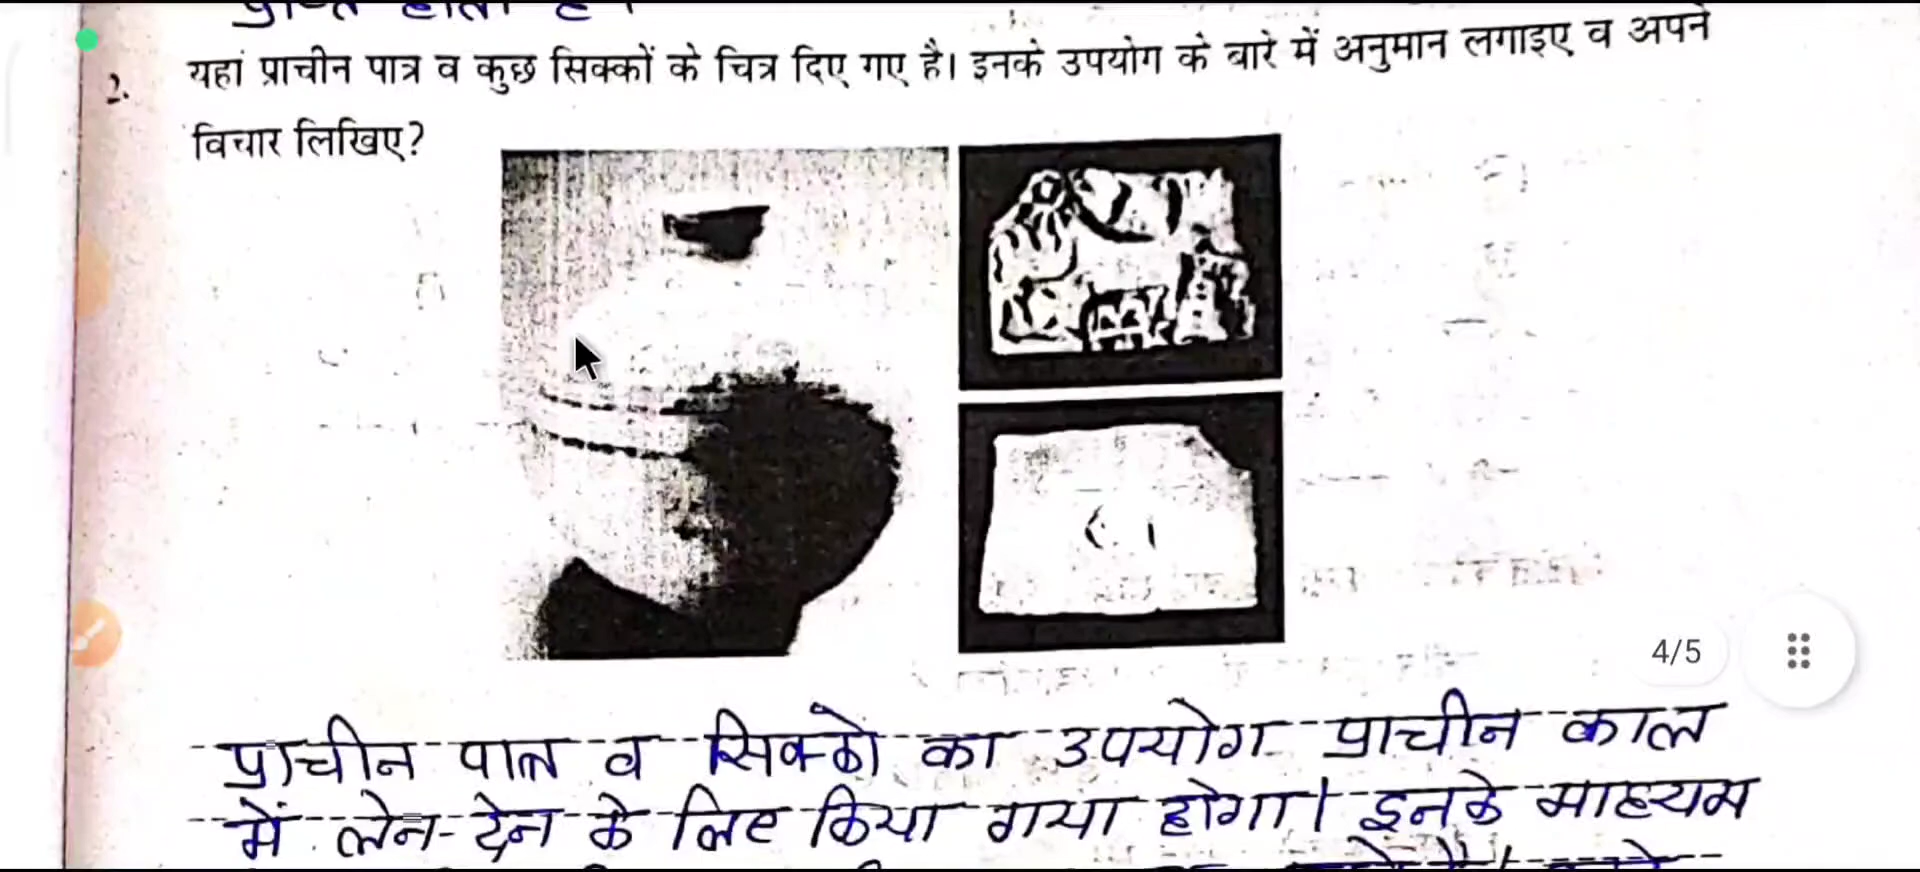 प्राप्त होता है।
2. यहां प्राचीन पात्र व कुछ सिक्कों के चित्र दिए गए है। इनके उपयोग के बारे में अनुमान लगाइए व अपने
विचार लिखिए?
4/5
प्राचीन पात्र व सिक्को का उपयोग प्राचीन काल
में लेन-देन के लिए किया गया होगा। इनके माध्यम